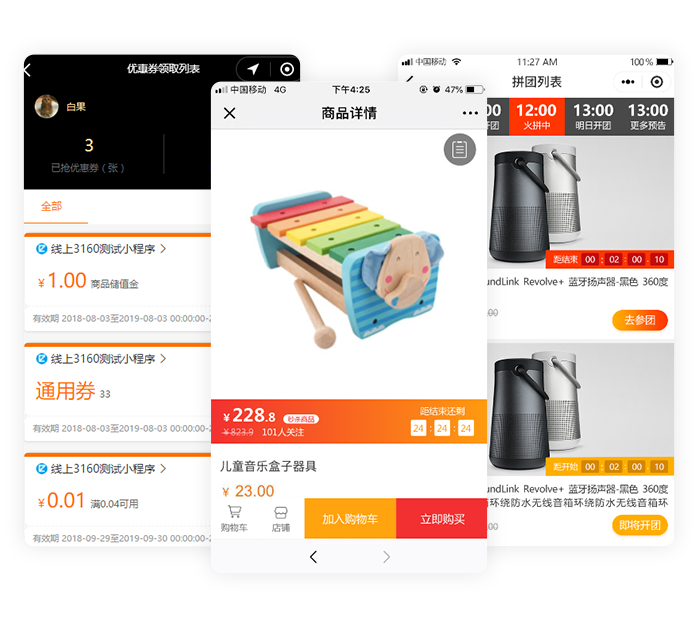 优惠券领取列表
白果
3
已抢优惠券（张）
全部
线上3160测试小程序 >
¥1.00 商品储值金
有效期 2018-08-03至2019-08-03 00:00:00-2
线上3160测试小程序 >
通用券 33
有效期 2018-08-03至2019-08-03 00:00:00-2
线上3160测试小程序 >
¥0.01 满0.04可用
有效期 2018-09-29至2019-09-30 00:00:00-2
中国移动 4G 下午4:25 47%
商品详情
¥228.8 秒杀商品
¥823.9 101人关注
距结束还剩
24 : 24 : 24
儿童音乐盒子器具
¥ 23.00
购物车
店铺
加入购物车
立即购买
中国移动 11:27 AM 100%
拼团列表
00 12:00 13:00 13:00
开团 火拼中 明日开团 更多预告
距结束 00 : 02 : 00 : 10
undLink Revolve+ 蓝牙扬声器-黑色 360度
00
去参团
距开始 00 : 02 : 00 : 10
undLink Revolve+ 蓝牙扬声器-黑色 360度
音环绕防水无线音箱环绕防水无线音箱环
00
即将开团